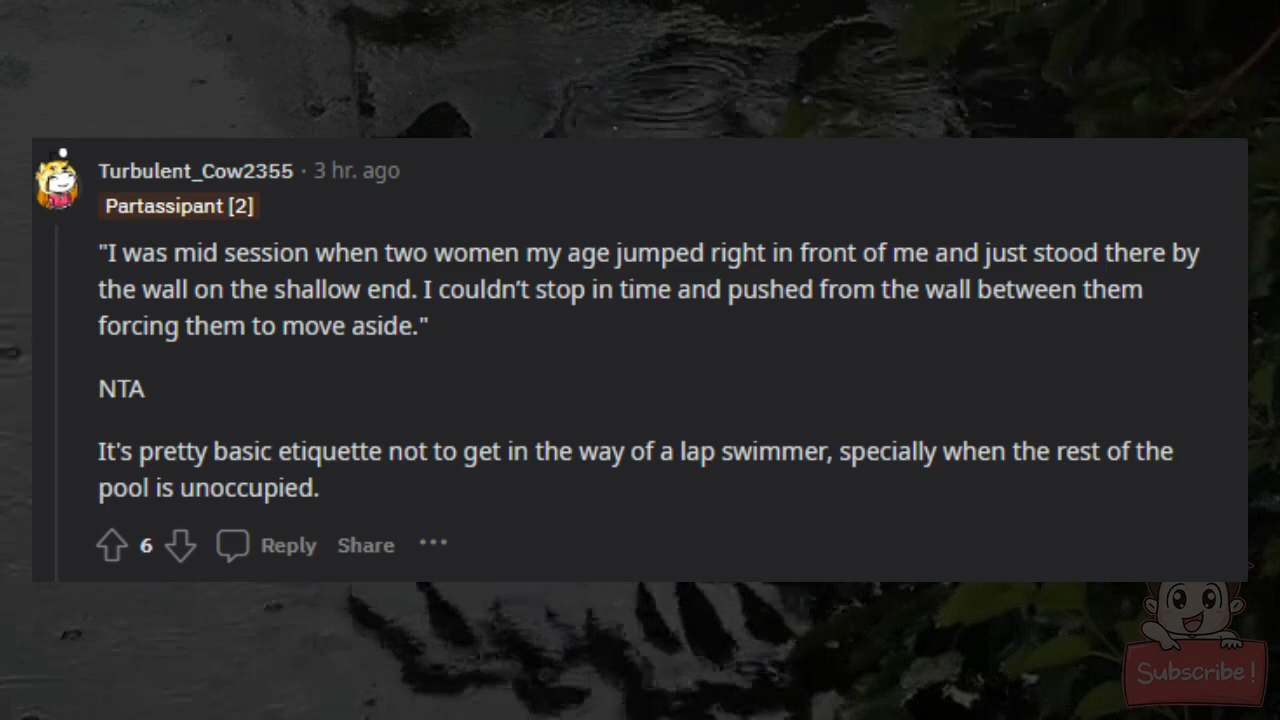 Turbulent_Cow2355 · 3 hr. ago
Partassipant [2]
"I was mid session when two women my age jumped right in front of me and just stood there by
the wall on the shallow end. I couldn’t stop in time and pushed from the wall between them
forcing them to move aside."
NTA
It's pretty basic etiquette not to get in the way of a lap swimmer, specially when the rest of the
pool is unoccupied.
6 Reply Share ···
Subscribe!